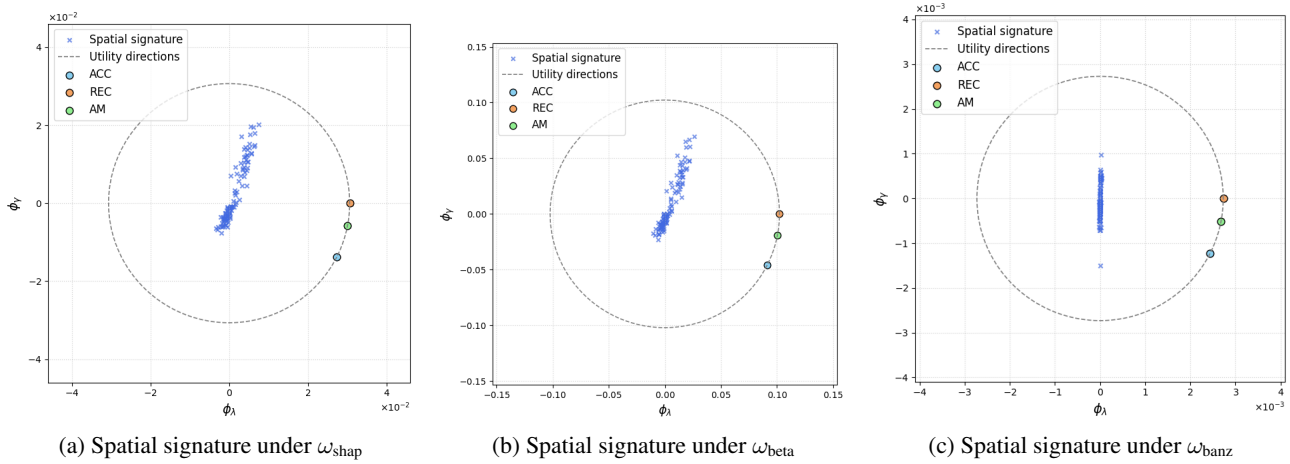 ×10⁻²
4
2
0
−2
−4
ϕγ
−4
−2
0
2
4
×10⁻²
ϕλ
Spatial signature
Utility directions
ACC
REC
AM
(a) Spatial signature under ωshap
0.15
0.10
0.05
0.00
−0.05
−0.10
−0.15
ϕγ
−0.15
−0.10
−0.05
0.00
0.05
0.10
0.15
ϕλ
Spatial signature
Utility directions
ACC
REC
AM
(b) Spatial signature under ωbeta
×10⁻³
4
3
2
1
0
−1
−2
−3
−4
ϕγ
−4
−3
−2
−1
0
1
2
3
4
×10⁻³
ϕλ
Spatial signature
Utility directions
ACC
REC
AM
(c) Spatial signature under ωbanz